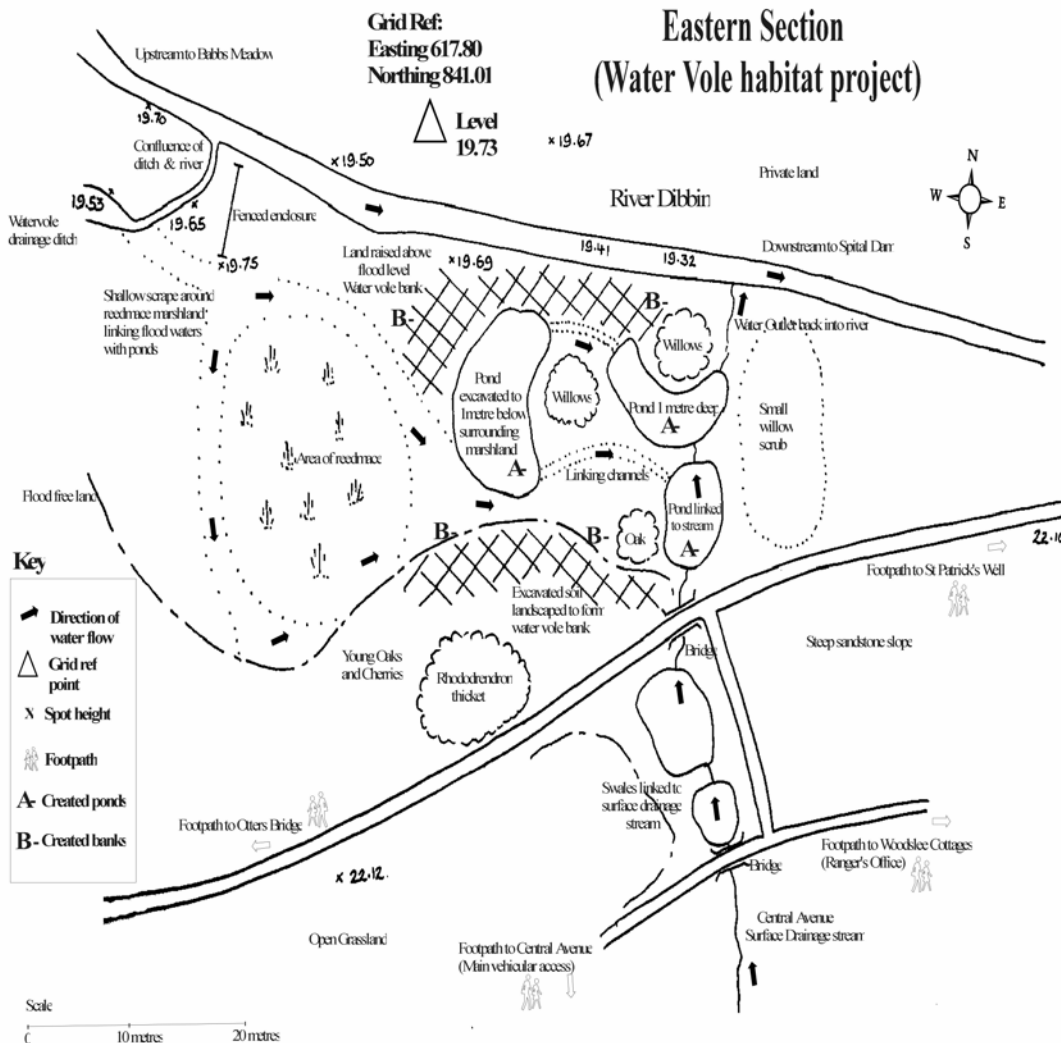 Eastern Section
(Water Vole habitat project)
Grid Ref:
Easting 617.80
Northing 841.01
Level
19.73
Upstream to Babbs Meadow
19.70
Confluence of
ditch & river
x 19.50
x 19.67
Private land
River Dibbin
N
W
E
S
19.53
19.65
Watervole
drainage ditch
Fenced enclosure
x 19.75
Land raised above
flood level
Water vole bank
x 19.69
19.41
19.32
Downstream to Spital Dam
Shallow scrape around
reedmace marshland
linking flood waters
with ponds
B-
B-
Willows
Water Outlet back into river
Pond
excavated to
1metre below
surrounding
marshland
A-
Willows
Pond 1 metre deep
A-
Small
willow
scrub
Area of reedmace
Linking channels
Flood free land
B-
B-
Oak
Pond linked
to stream
A-
22.10
Footpath to St Patrick's Well
Excavated soil
landscaped to form
water vole bank
Young Oaks
and Cherries
Rhododendron
thicket
Bridge
Steep sandstone slope
Key
Direction of
water flow
Grid ref
point
x Spot height
Footpath
A- Created ponds
B- Created banks
Swales linked to
surface drainage
stream
Footpath to Otters Bridge
x 22.12.
Bridge
Footpath to Woodslee Cottages
(Ranger's Office)
Open Grassland
Footpath to Central Avenue
(Main vehicular access)
Central Avenue
Surface Drainage stream
Scale
0
10 metres
20 metres